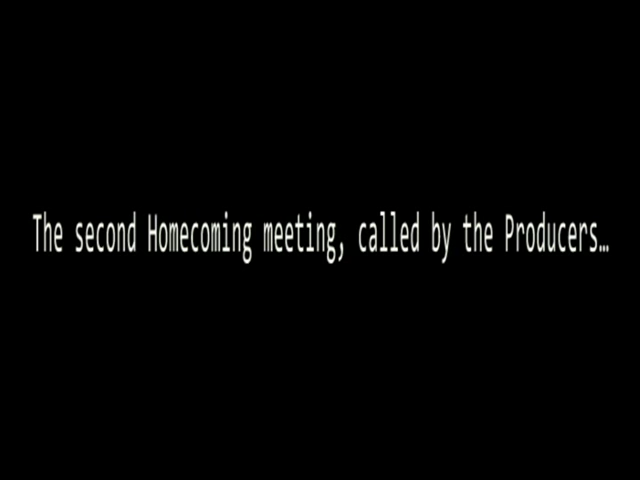 The second Homecoming meeting, called by the Producers…